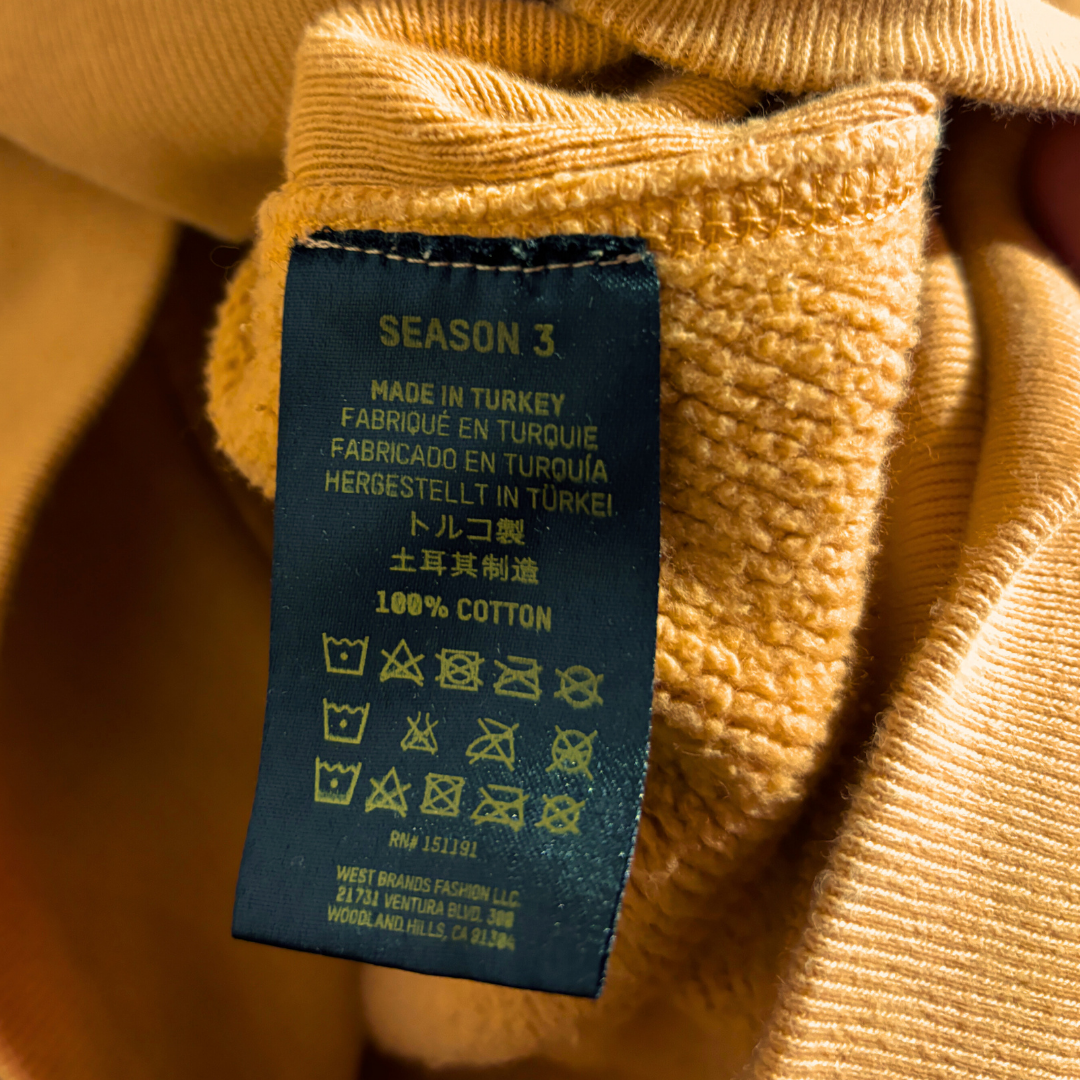 SEASON 3
MADE IN TURKEY
FABRIQUÉ EN TURQUIE
FABRICADO EN TURQUÍA
HERGESTELLT IN TÜRKEI
トルコ製
土耳其制造
100% COTTON
RN# 151191
WEST BRANDS FASHION LLC.
21731 VENTURA BLVD. 300
WOODLAND HILLS, CA 91364